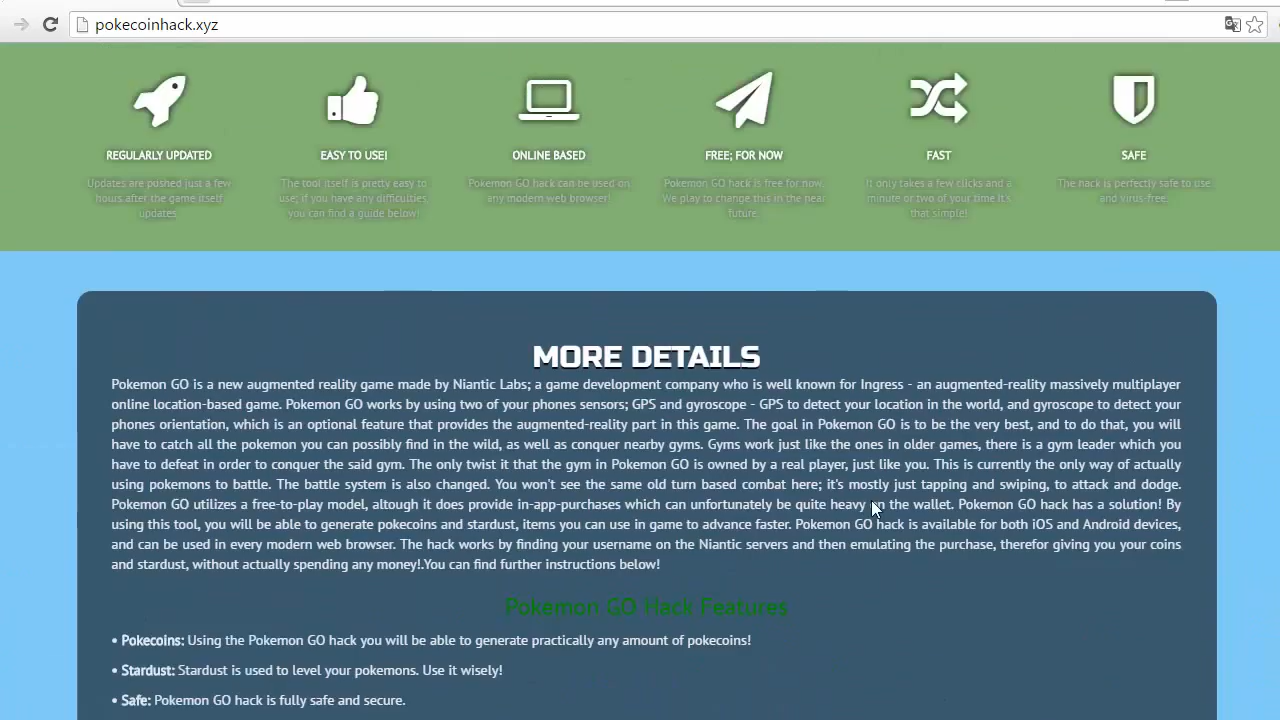 pokecoinhack.xyz
REGULARLY UPDATED
EASY TO USE!
ONLINE BASED
FREE; FOR NOW
FAST
SAFE
Updates are poshed just a few
hours after the game itself
updates.
The tool itself is pretty easy to
use; if you have any difficulties,
you can find a guide below!
Pokemon GO hack can be used on
any modern web browser!
Pokemon GO hack is free for now.
We play to change this in the near
future.
It only takes a few clicks and a
minute or two of your time.It's
that simple!
The hack is perfectly safe to use
and virus-free.
MORE DETAILS
Pokemon GO is a new augmented reality game made by Niantic Labs; a game development company who is well known for Ingress - an augmented-reality massively multiplayer
online location-based game. Pokemon GO works by using two of your phones sensors; GPS and gyroscope - GPS to detect your location in the world, and gyroscope to detect your
phones orientation, which is an optional feature that provides the augmented-reality part in this game. The goal in Pokemon GO is to be the very best, and to do that, you will
have to catch all the pokemon you can possibly find in the wild, as well as conquer nearby gyms. Gyms work just like the ones in older games, there is a gym leader which you
have to defeat in order to conquer the said gym. The only twist it that the gym in Pokemon GO is owned by a real player, just like you. This is currently the only way of actually
using pokemons to battle. The battle system is also changed. You won't see the same old turn based combat here; it's mostly just tapping and swiping, to attack and dodge.
Pokemon GO utilizes a free-to-play model, altough it does provide in-app-purchases which can unfortunately be quite heavy on the wallet. Pokemon GO hack has a solution! By
using this tool, you will be able to generate pokecoins and stardust, items you can use in game to advance faster. Pokemon GO hack is available for both iOS and Android devices,
and can be used in every modern web browser. The hack works by finding your username on the Niantic servers and then emulating the purchase, therefor giving you your coins
and stardust, without actually spending any money!.You can find further instructions below!
Pokemon GO Hack Features
• Pokecoins: Using the Pokemon GO hack you will be able to generate practically any amount of pokecoins!
• Stardust: Stardust is used to level your pokemons. Use it wisely!
• Safe: Pokemon GO hack is fully safe and secure.